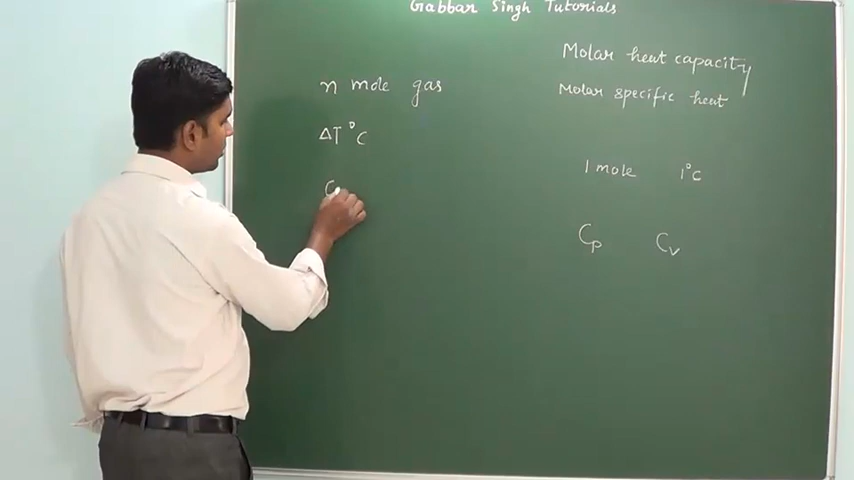 Gabbar Singh Tutorials
n mole gas
ΔT °C
C
Molar heat capacity
Molar specific heat
1 mole 1°C
Cp Cv